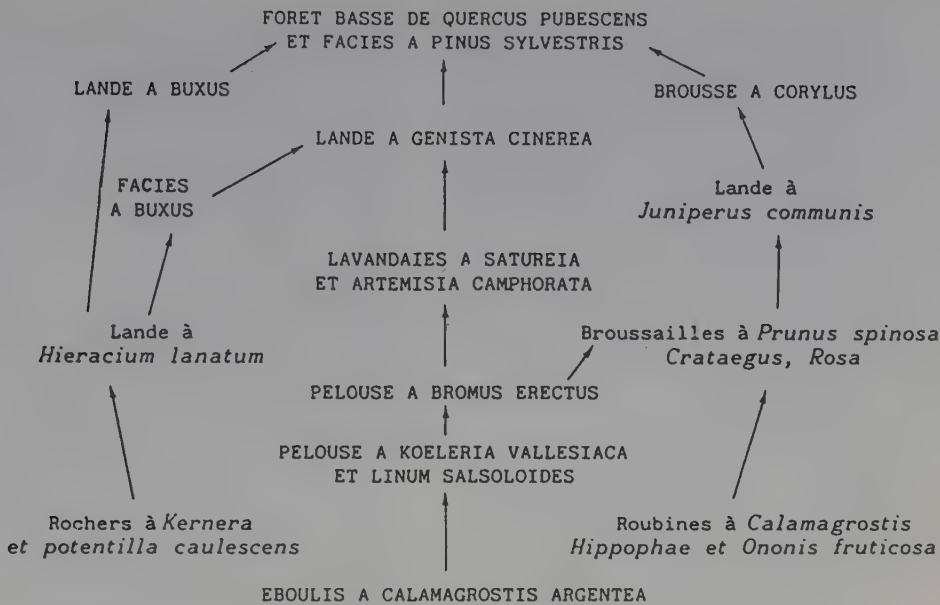 FORET BASSE DE QUERCUS PUBESCENS
ET FACIES A PINUS SYLVESTRIS
LANDE A BUXUS
BROUSSE A CORYLUS
LANDE A GENISTA CINEREA
FACIES
A BUXUS
Lande à
Juniperus communis
LAVANDAIES A SATUREIA
ET ARTEMISIA CAMPHORATA
Lande à
Hieracium lanatum
Broussailles à Prunus spinosa
Crataegus, Rosa
PELOUSE A BROMUS ERECTUS
PELOUSE A KOELERIA VALLESIACA
ET LINUM SALSOLOIDES
Rochers à Kernera
et potentilla caulescens
Roubines à Calamagrostis
Hippophae et Ononis fruticosa
EBOULIS A CALAMAGROSTIS ARGENTEA